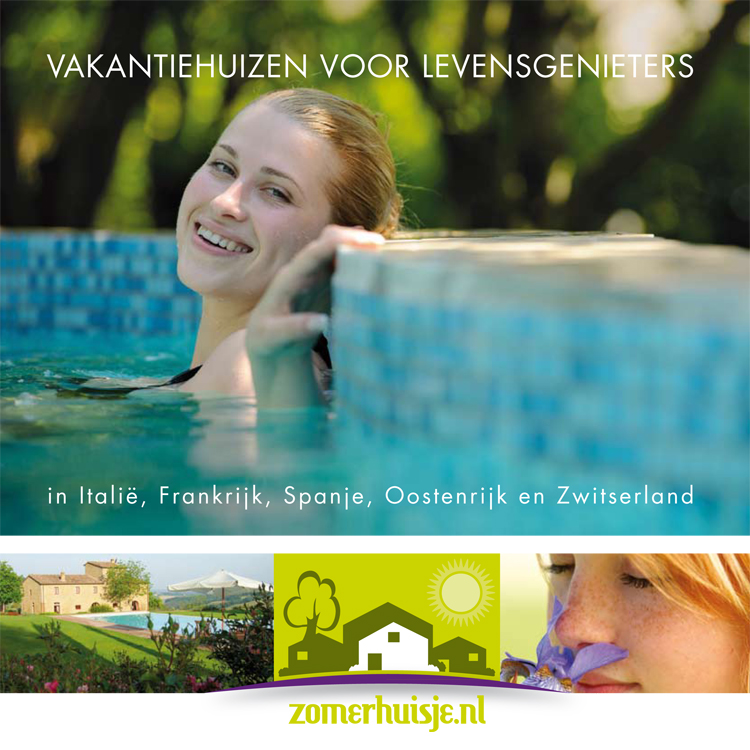 VAKANTIEHUIZEN VOOR LEVENSGENIETERS
in Italië, Frankrijk, Spanje, Oostenrijk en Zwitserland
zomerhuisje.nl